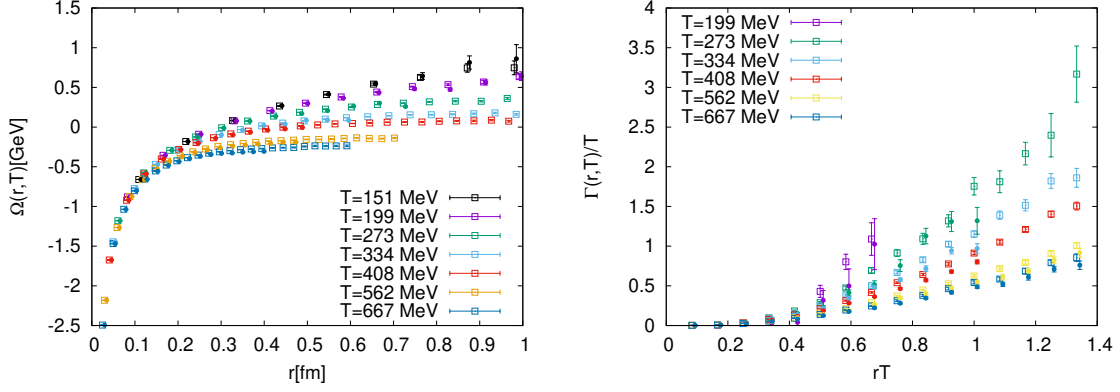 1.5
1
0.5
0
-0.5
-1
-1.5
-2
-2.5
Ω(r,T)[GeV]
T=151 MeV
T=199 MeV
T=273 MeV
T=334 MeV
T=408 MeV
T=562 MeV
T=667 MeV
0 0.1 0.2 0.3 0.4 0.5 0.6 0.7 0.8 0.9 1
r[fm]
4
3.5
3
2.5
2
1.5
1
0.5
0
Γ(r,T)/T
T=199 MeV
T=273 MeV
T=334 MeV
T=408 MeV
T=562 MeV
T=667 MeV
0 0.2 0.4 0.6 0.8 1 1.2 1.4
rT